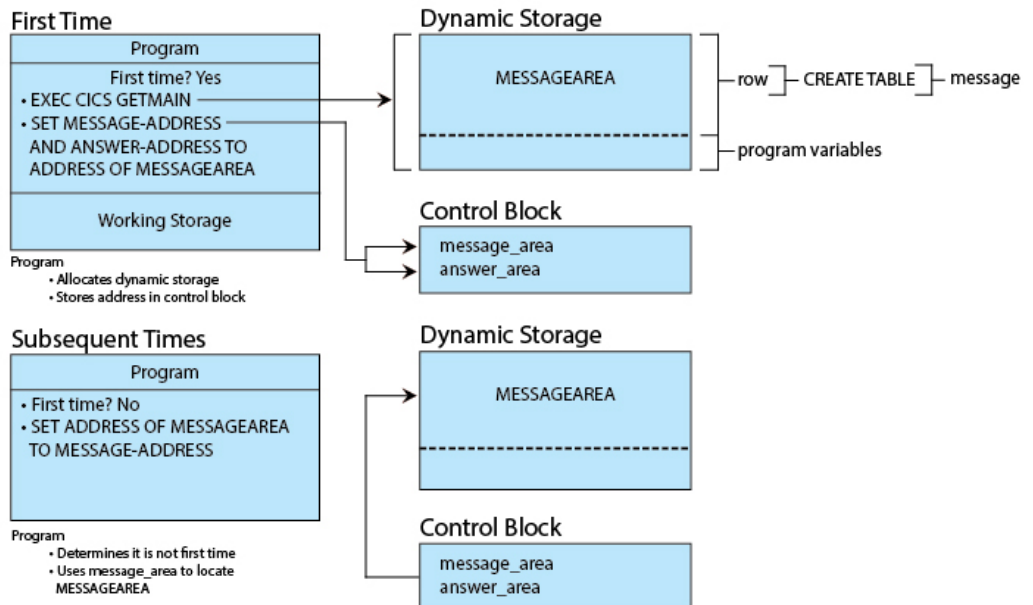 First Time
Program
First time? Yes
• EXEC CICS GETMAIN
• SET MESSAGE-ADDRESS
AND ANSWER-ADDRESS TO
ADDRESS OF MESSAGEAREA
Working Storage
Program
• Allocates dynamic storage
• Stores address in control block
Dynamic Storage
MESSAGEAREA
row
CREATE TABLE
message
program variables
Control Block
message_area
answer_area
Subsequent Times
Program
• First time? No
• SET ADDRESS OF MESSAGEAREA
TO MESSAGE-ADDRESS
Program
• Determines it is not first time
• Uses message_area to locate
MESSAGEAREA
Dynamic Storage
MESSAGEAREA
Control Block
message_area
answer_area